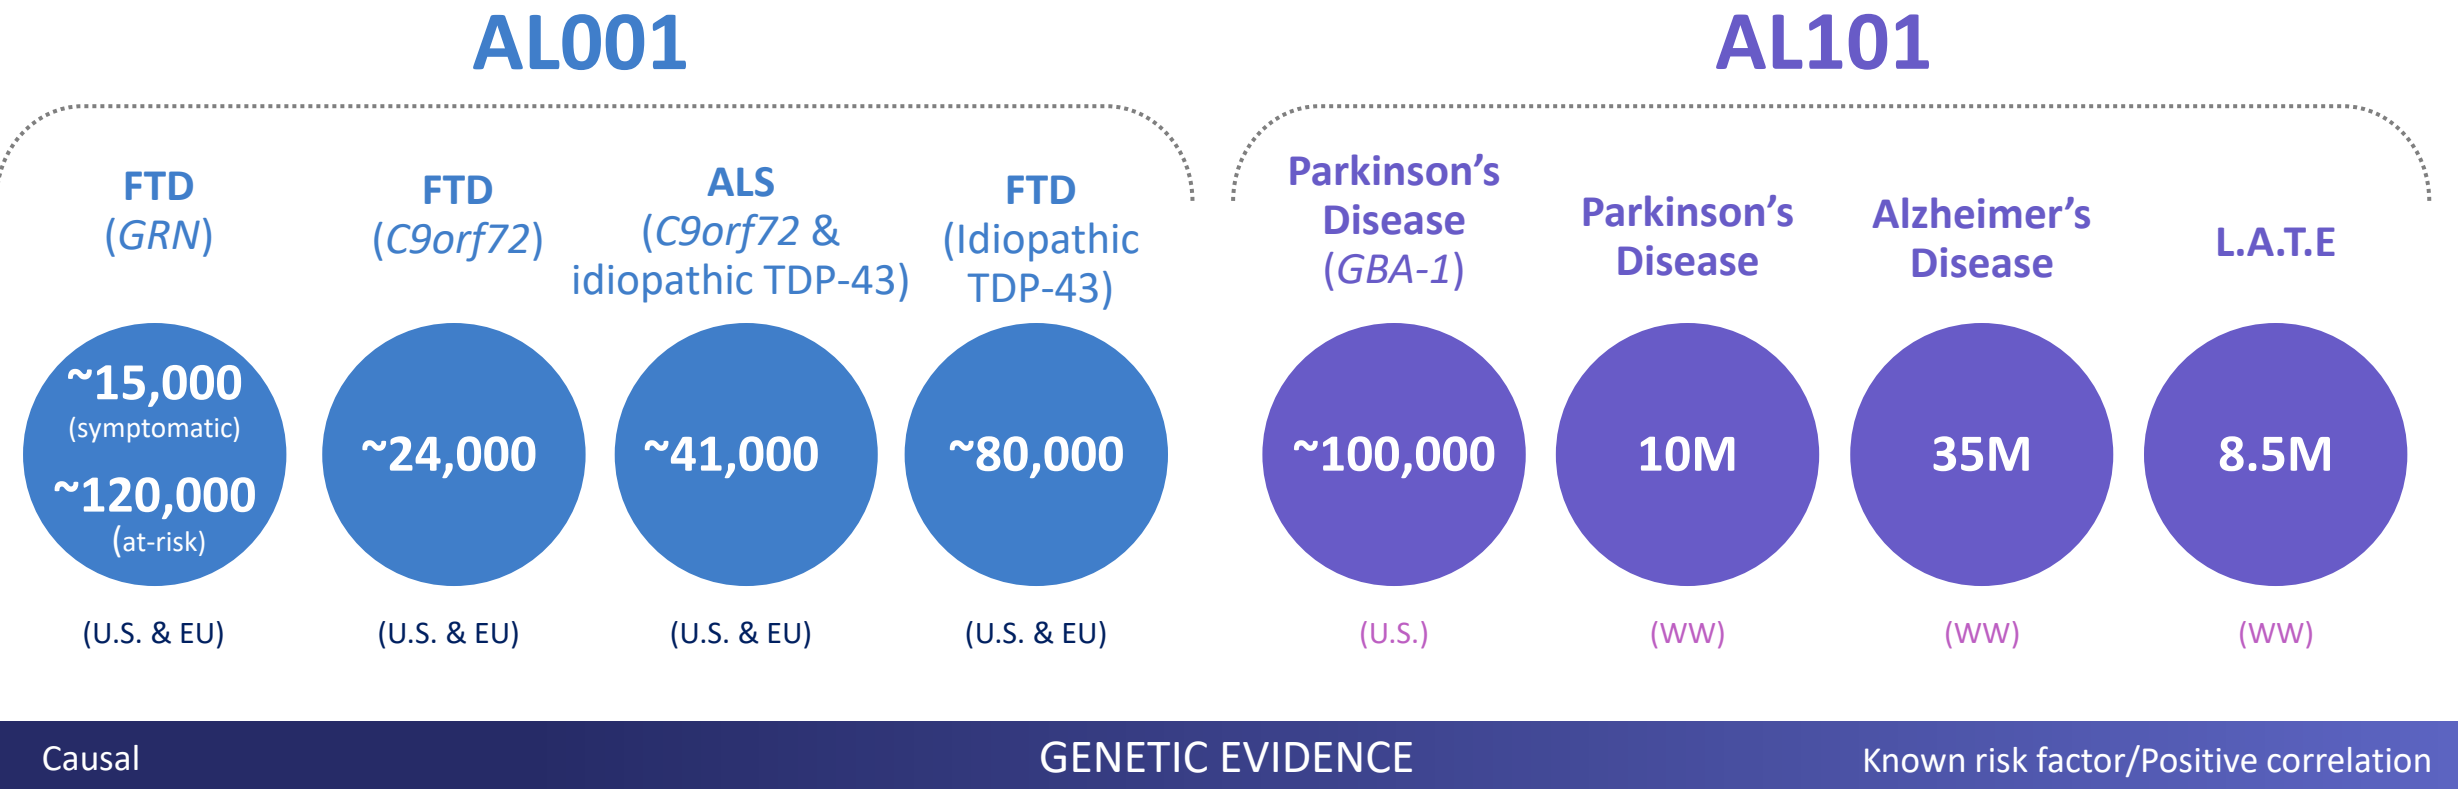 AL001
AL101
FTD
(GRN)
FTD
(C9orf72)
ALS
(C9orf72 &
idiopathic TDP-43)
FTD
(Idiopathic
TDP-43)
Parkinson’s
Disease
(GBA-1)
Parkinson’s
Disease
Alzheimer’s
Disease
L.A.T.E
~15,000
(symptomatic)
~120,000
(at-risk)
~24,000
~41,000
~80,000
~100,000
10M
35M
8.5M
(U.S. & EU)
(U.S. & EU)
(U.S. & EU)
(U.S. & EU)
(U.S.)
(WW)
(WW)
(WW)
Causal
GENETIC EVIDENCE
Known risk factor/Positive correlation